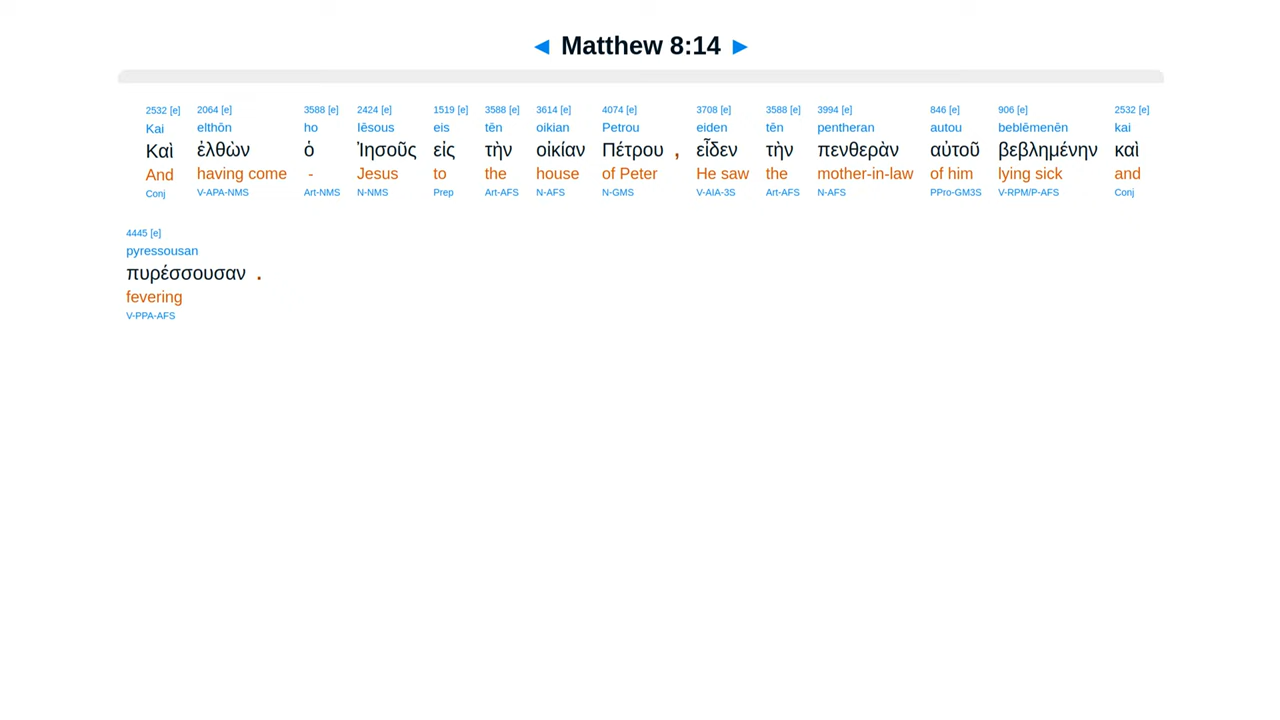 ◄ Matthew 8:14 ►
2532 [e] 2064 [e] 3588 [e] 2424 [e] 1519 [e] 3588 [e] 3614 [e] 4074 [e] 3708 [e] 3588 [e] 3994 [e] 846 [e] 906 [e] 2532 [e]
Kai elthōn ho Iēsous eis tēn oikian Petrou eiden tēn pentheran autou beblēmenēn kai
Καὶ ἐλθὼν ὁ Ἰησοῦς εἰς τὴν οἰκίαν Πέτρου , εἶδεν τὴν πενθερὰν αὐτοῦ βεβλημένην καὶ
And having come - Jesus to the house of Peter He saw the mother-in-law of him lying sick and
Conj V-APA-NMS Art-NMS N-NMS Prep Art-AFS N-AFS N-GMS V-AIA-3S Art-AFS N-AFS PPro-GM3S V-RPM/P-AFS Conj
4445 [e]
pyressousan
πυρέσσουσαν .
fevering
V-PPA-AFS